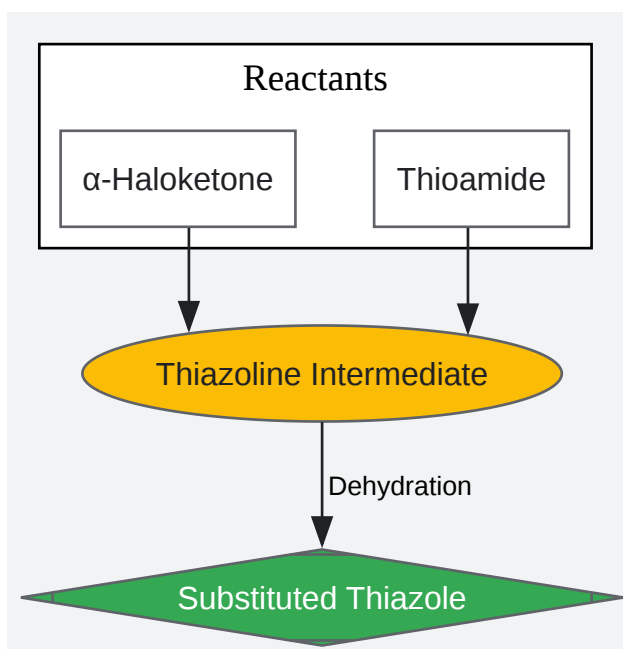 Reactants
α-Haloketone
Thioamide
Thiazoline Intermediate
Dehydration
Substituted Thiazole